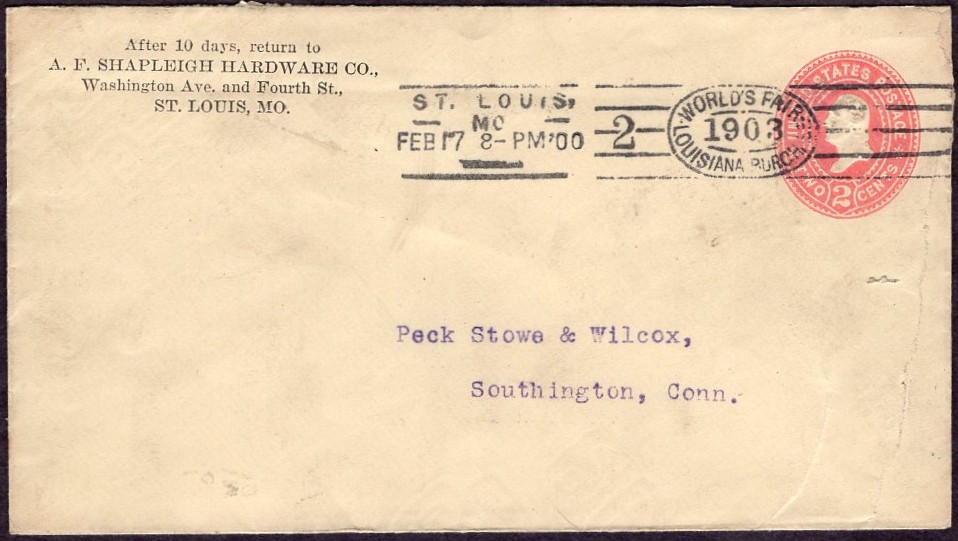 After 10 days, return to
A. F. SHAPLEIGH HARDWARE CO.,
Washington Ave. and Fourth St.,
ST. LOUIS, MO.
ST. LOUIS,
MO
FEB 17 8-PM '00
2
WORLD'S FAIR
1903
LOUISIANA PURCH.
STATES POSTAGE
TWO 2 CENTS
Peck Stowe & Wilcox,
Southington, Conn.